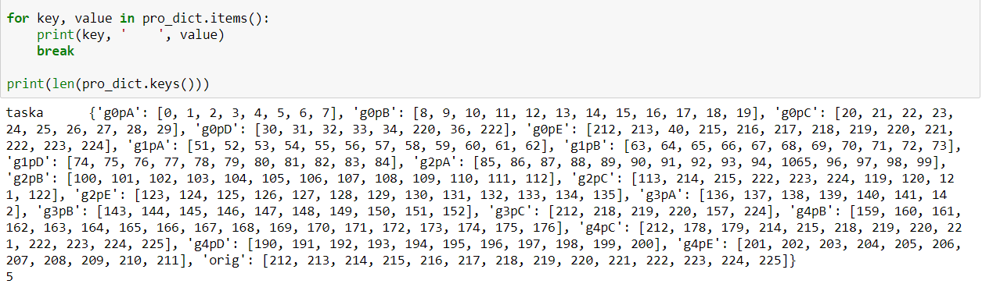 for key, value in pro_dict.items():
    print(key, '    ', value)
    break
print(len(pro_dict.keys()))
taska      {'g0pA': [0, 1, 2, 3, 4, 5, 6, 7], 'g0pB': [8, 9, 10, 11, 12, 13, 14, 15, 16, 17, 18, 19], 'g0pC': [20, 21, 22, 23,
24, 25, 26, 27, 28, 29], 'g0pD': [30, 31, 32, 33, 34, 220, 36, 222], 'g0pE': [212, 213, 40, 215, 216, 217, 218, 219, 220, 221,
222, 223, 224], 'g1pA': [51, 52, 53, 54, 55, 56, 57, 58, 59, 60, 61, 62], 'g1pB': [63, 64, 65, 66, 67, 68, 69, 70, 71, 72, 73],
'g1pD': [74, 75, 76, 77, 78, 79, 80, 81, 82, 83, 84], 'g2pA': [85, 86, 87, 88, 89, 90, 91, 92, 93, 94, 1065, 96, 97, 98, 99],
'g2pB': [100, 101, 102, 103, 104, 105, 106, 107, 108, 109, 110, 111, 112], 'g2pC': [113, 214, 215, 222, 223, 224, 119, 120, 12
1, 122], 'g2pE': [123, 124, 125, 126, 127, 128, 129, 130, 131, 132, 133, 134, 135], 'g3pA': [136, 137, 138, 139, 140, 141, 14
2], 'g3pB': [143, 144, 145, 146, 147, 148, 149, 150, 151, 152], 'g3pC': [212, 218, 219, 220, 157, 224], 'g4pB': [159, 160, 161,
162, 163, 164, 165, 166, 167, 168, 169, 170, 171, 172, 173, 174, 175, 176], 'g4pC': [212, 178, 179, 214, 215, 218, 219, 220, 22
1, 222, 223, 224, 225], 'g4pD': [190, 191, 192, 193, 194, 195, 196, 197, 198, 199, 200], 'g4pE': [201, 202, 203, 204, 205, 206,
207, 208, 209, 210, 211], 'orig': [212, 213, 214, 215, 216, 217, 218, 219, 220, 221, 222, 223, 224, 225]}
5